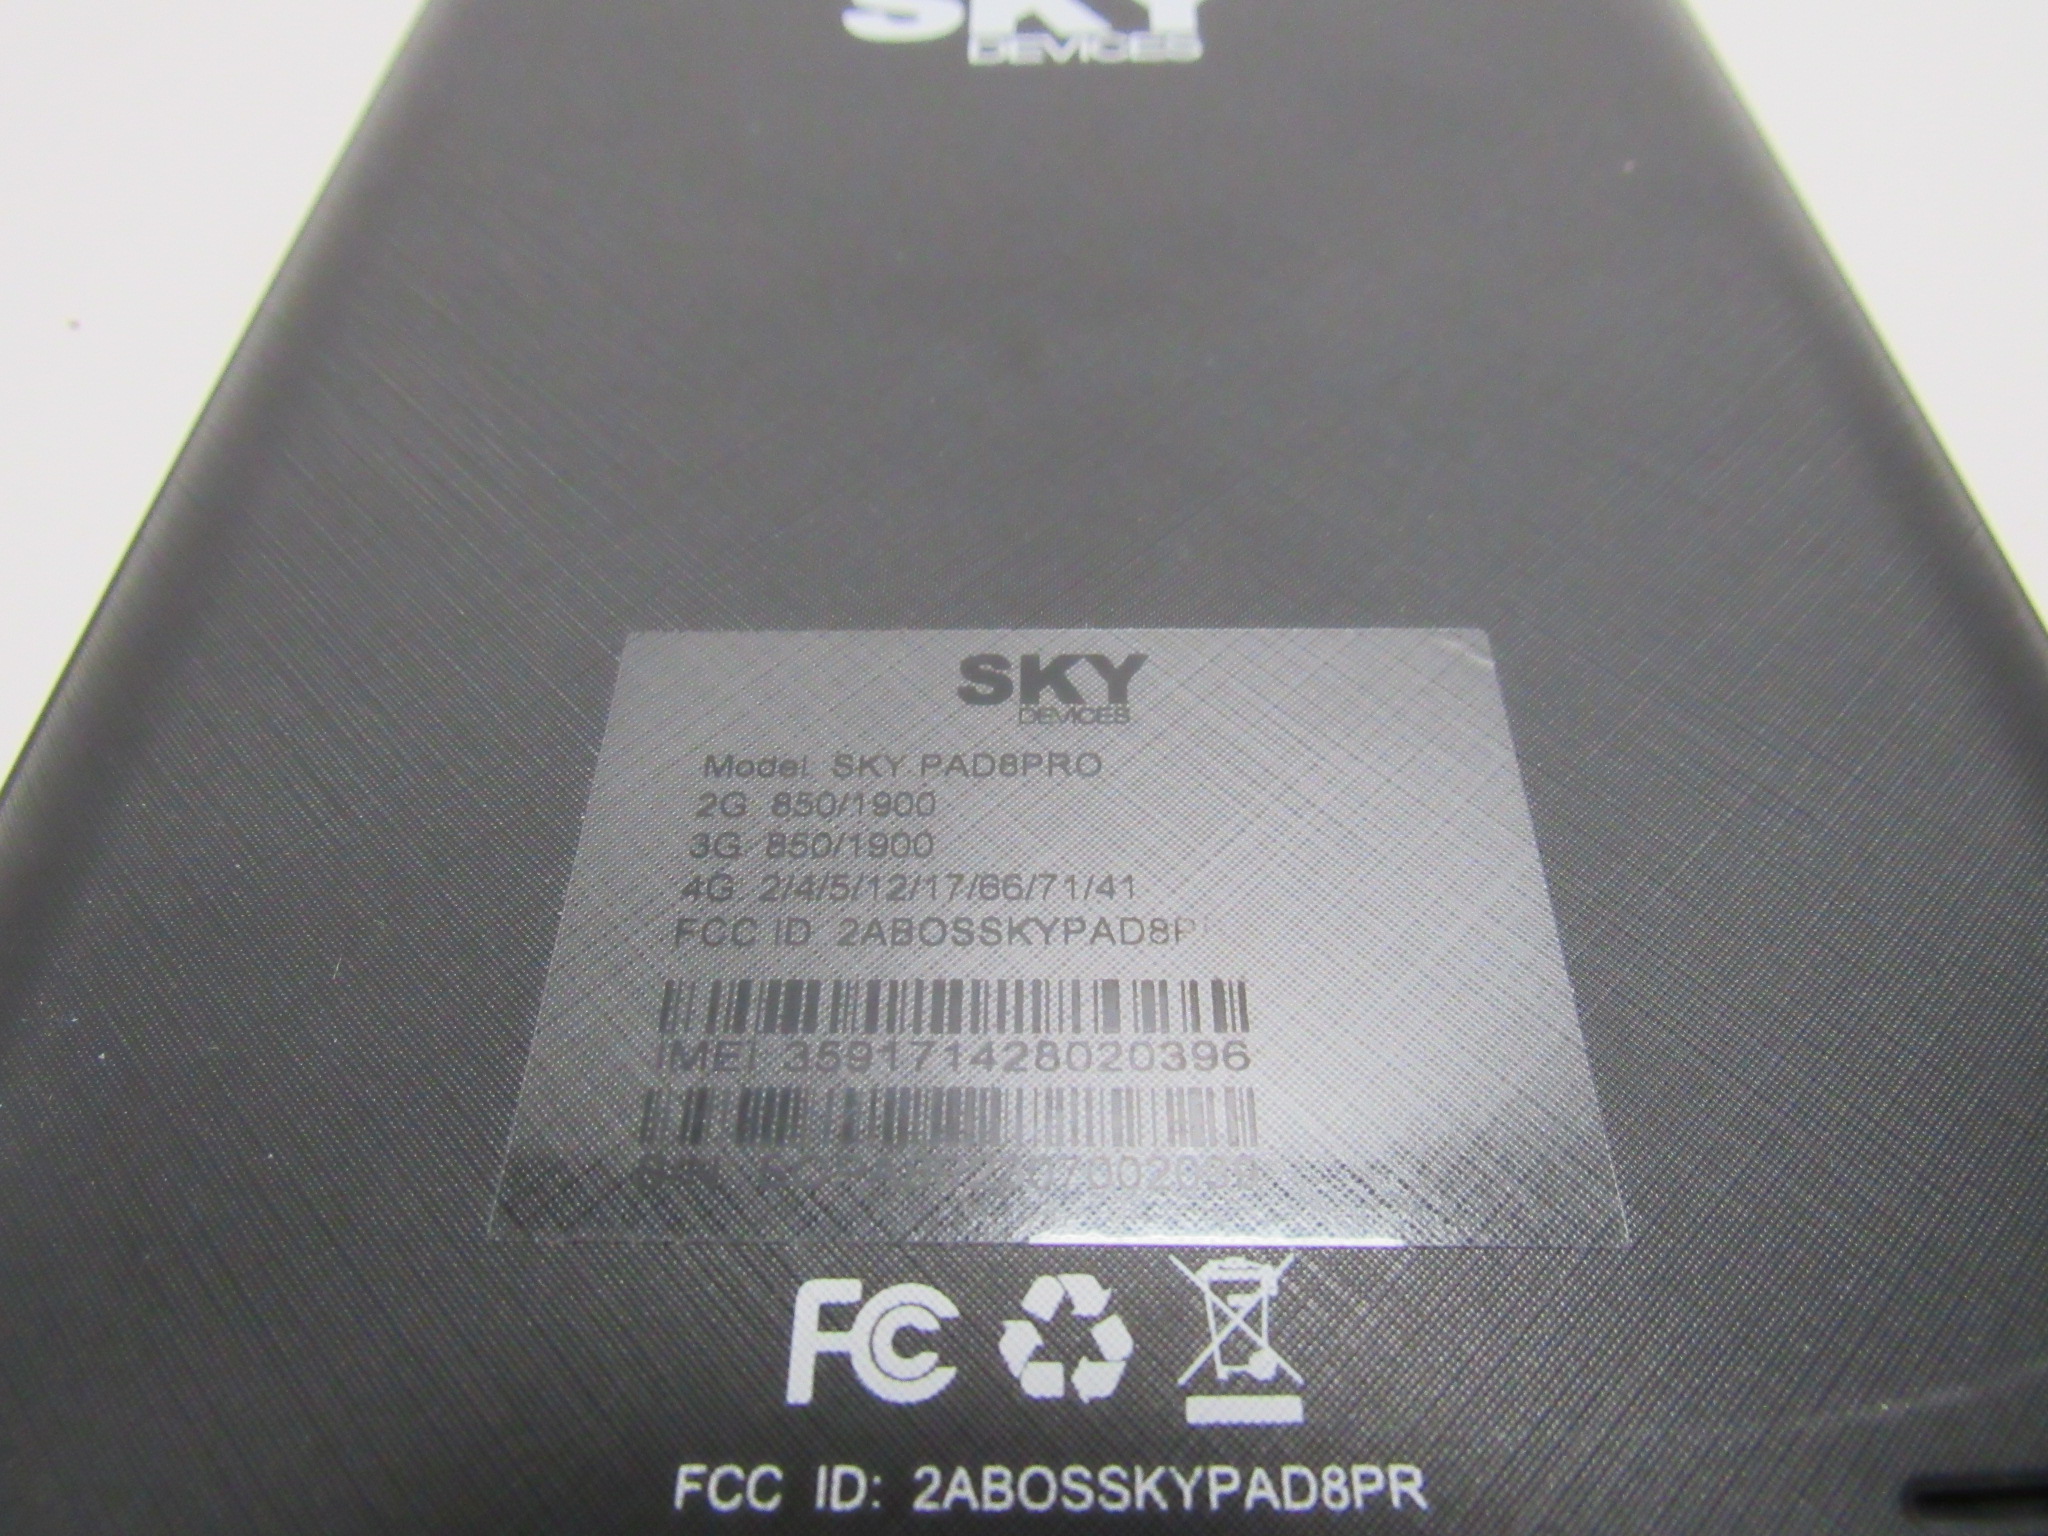 SKY
DEVICES
SKY
DEVICES
Model: SKY PAD8PRO
2G: 850/1900
3G: 850/1900
4G: 2/4/5/12/17/66/71/41
FCC ID: 2ABOSSKYPAD8P
IMEI: 359171428020396
FC
FCC ID: 2ABOSSKYPAD8PR